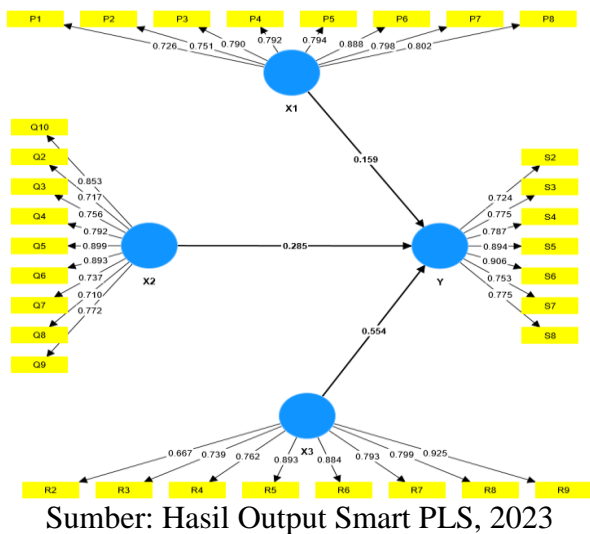 P1 P2 P3 P4 P5 P6 P7 P8
0.726 0.751 0.790 0.792 0.794 0.888 0.798 0.802
X1
0.159
Q10
Q2
Q3
Q4
Q5
Q6
Q7
Q8
Q9
0.853
0.717
0.756
0.792
0.899
0.893
0.737
0.710
0.772
X2
0.285
Y
S2
S3
S4
S5
S6
S7
S8
0.724
0.775
0.787
0.894
0.906
0.753
0.775
0.554
X3
0.667 0.739 0.762 0.893 0.884 0.793 0.799 0.925
R2 R3 R4 R5 R6 R7 R8 R9
Sumber: Hasil Output Smart PLS, 2023